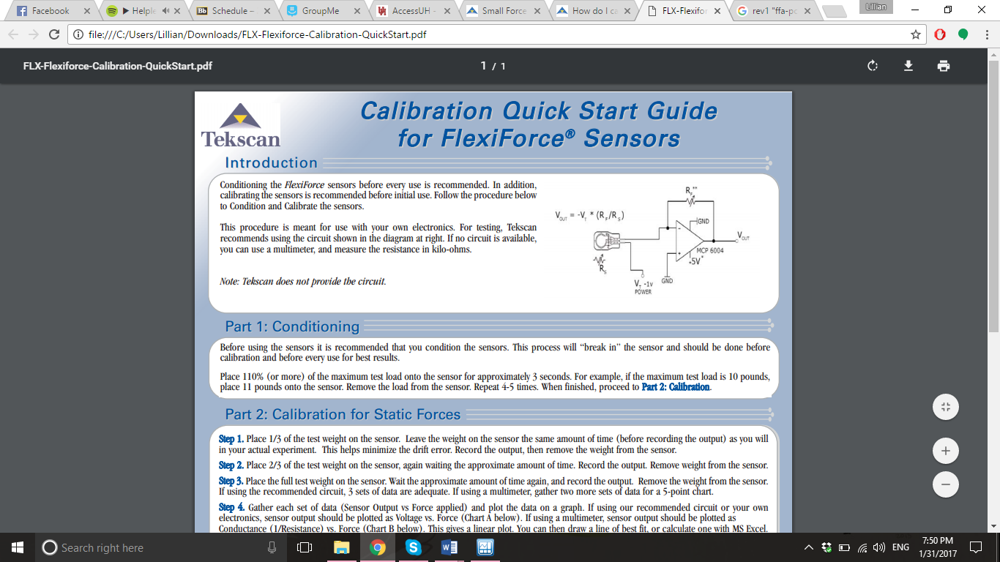 Facebook
Helple
Schedule –
GroupMe
AccessUH -
Small Force
How do I ca
FLX-Flexifor
rev1 "ffa-pc
Lillian
file:///C:/Users/Lillian/Downloads/FLX-Flexiforce-Calibration-QuickStart.pdf
FLX-Flexiforce-Calibration-QuickStart.pdf
1 / 1
Tekscan
Calibration Quick Start Guide
for FlexiForce® Sensors
Introduction
Conditioning the FlexiForce sensors before every use is recommended. In addition,
calibrating the sensors is recommended before initial use. Follow the procedure below
to Condition and Calibrate the sensors.
This procedure is meant for use with your own electronics. For testing, Tekscan
recommends using the circuit shown in the diagram at right. If no circuit is available,
you can use a multimeter, and measure the resistance in kilo-ohms.
Note: Tekscan does not provide the circuit.
VOUT = -VT * (RF/RS)
RF**
GND
VOUT
MCP 6004
+5V*
RS
VT -1v
POWER
GND
Part 1: Conditioning
Before using the sensors it is recommended that you condition the sensors. This process will “break in” the sensor and should be done before
calibration and before every use for best results.
Place 110% (or more) of the maximum test load onto the sensor for approximately 3 seconds. For example, if the maximum test load is 10 pounds,
place 11 pounds onto the sensor. Remove the load from the sensor. Repeat 4-5 times. When finished, proceed to Part 2: Calibration.
Part 2: Calibration for Static Forces
Step 1. Place 1/3 of the test weight on the sensor. Leave the weight on the sensor the same amount of time (before recording the output) as you will
in your actual experiment. This helps minimize the drift error. Record the output, then remove the weight from the sensor.
Step 2. Place 2/3 of the test weight on the sensor, again waiting the approximate amount of time. Record the output. Remove weight from the sensor.
Step 3. Place the full test weight on the sensor. Wait the approximate amount of time again, and record the output. Remove the weight from the sensor.
If using the recommended circuit, 3 sets of data are adequate. If using a multimeter, gather two more sets of data for a 5-point chart.
Step 4. Gather each set of data (Sensor Output vs Force applied) and plot the data on a graph. If using our recommended circuit or your own
electronics, sensor output should be plotted as Voltage vs. Force (Chart A below). If using a multimeter, sensor output should be plotted as
Conductance (1/Resistance) vs. Force (Chart B below). This gives a linear plot. You can then draw a line of best fit, or calculate one with MS Excel.
Search right here
ENG
7:50 PM
1/31/2017